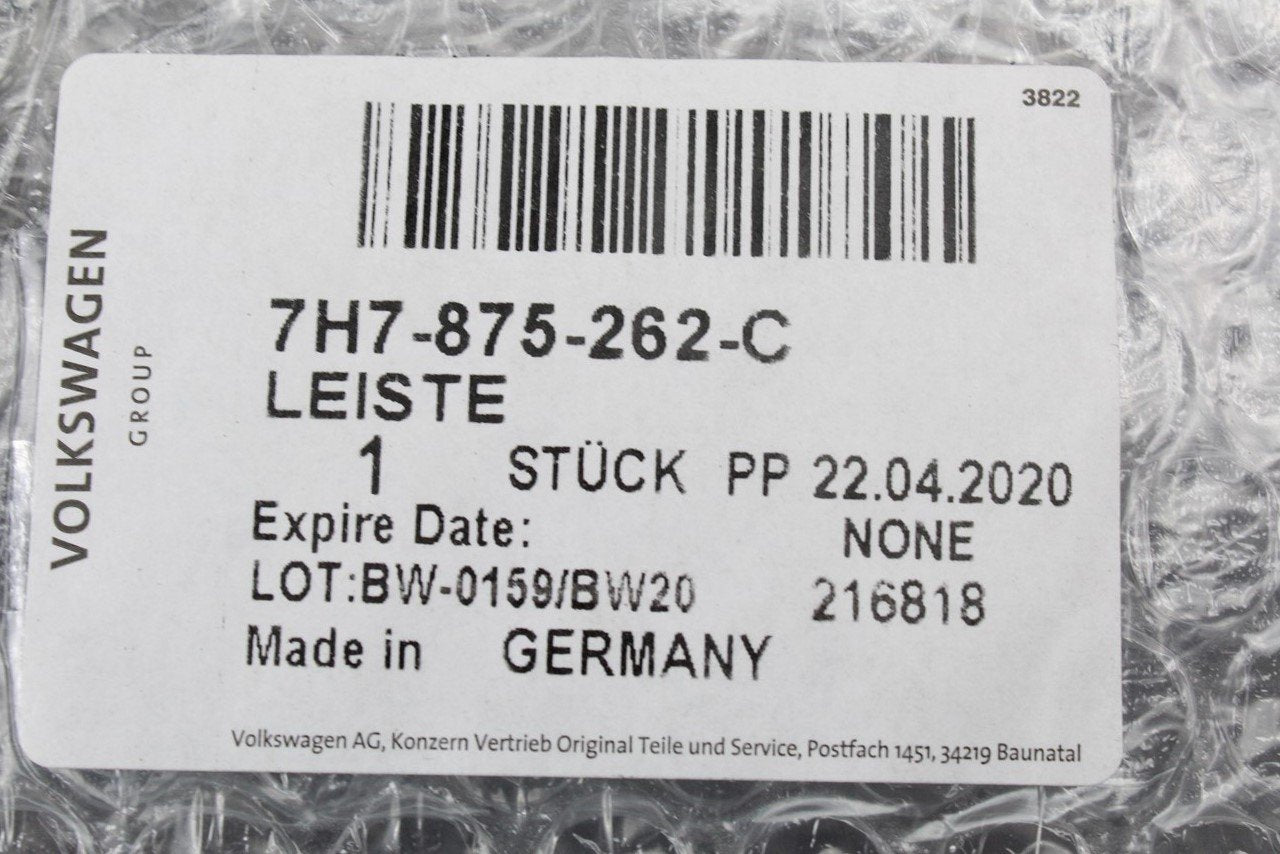 3822
VOLKSWAGEN
GROUP
7H7-875-262-C
LEISTE
1 STÜCK PP 22.04.2020
Expire Date: NONE
LOT:BW-0159/BW20 216818
Made in GERMANY
Volkswagen AG, Konzern Vertrieb Original Teile und Service, Postfach 1451, 34219 Baunatal